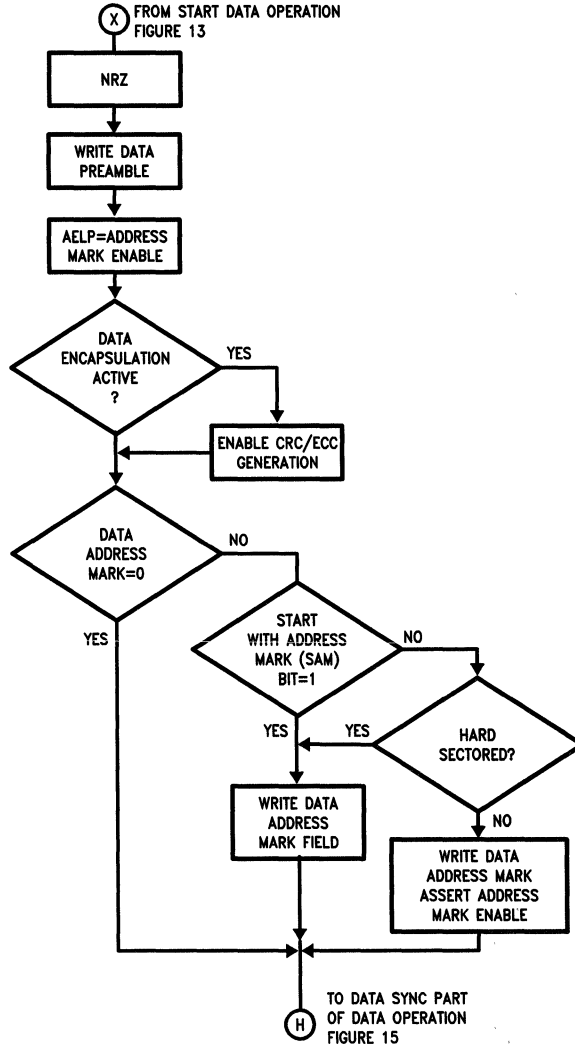 X
FROM START DATA OPERATION
FIGURE 13
NRZ
WRITE DATA
PREAMBLE
AELP=ADDRESS
MARK ENABLE
DATA
ENCAPSULATION
ACTIVE
?
YES
ENABLE CRC/ECC
GENERATION
DATA
ADDRESS
MARK=0
NO
YES
START
WITH ADDRESS
MARK (SAM)
BIT=1
NO
YES
YES
HARD
SECTORED?
NO
WRITE DATA
ADDRESS
MARK FIELD
WRITE DATA
ADDRESS MARK
ASSERT ADDRESS
MARK ENABLE
H
TO DATA SYNC PART
OF DATA OPERATION
FIGURE 15